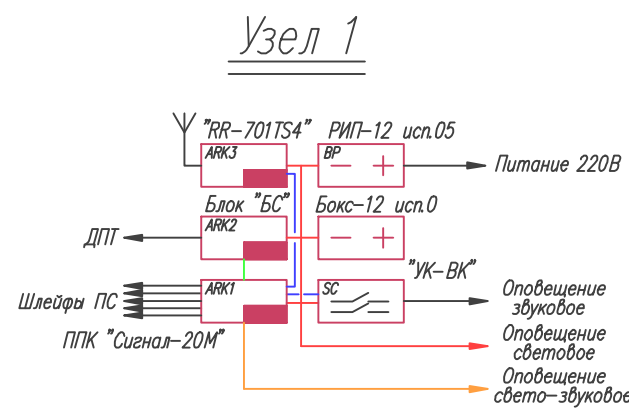 Узел 1
"RR-701TS4" РИП-12 исп.05
ARK3 BP
Питание 220В
Блок "БС" Бокс-12 исп.0
ARK2
ДПТ
"УК-ВК"
ARK1 SC
Шлейфы ПС
Оповещение
звуковое
ППК "Сигнал-20М"
Оповещение
световое
Оповещение
свето-звуковое